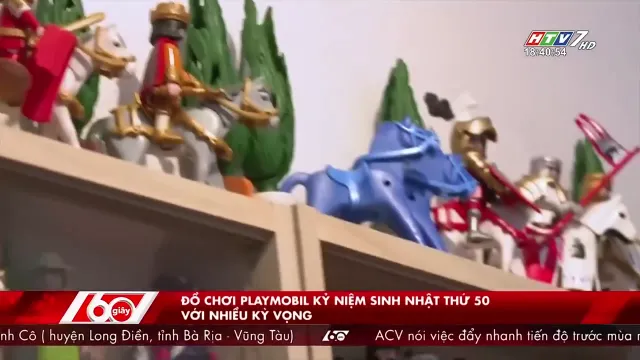 HTV7 HD
18:40:54
60 giây
ĐỒ CHƠI PLAYMOBIL KỶ NIỆM SINH NHẬT THỨ 50
VỚI NHIỀU KỲ VỌNG
nh Cô ( huyện Long Điền, tỉnh Bà Rịa - Vũng Tàu) 60 ACV nói việc đẩy nhanh tiến độ trước mùa